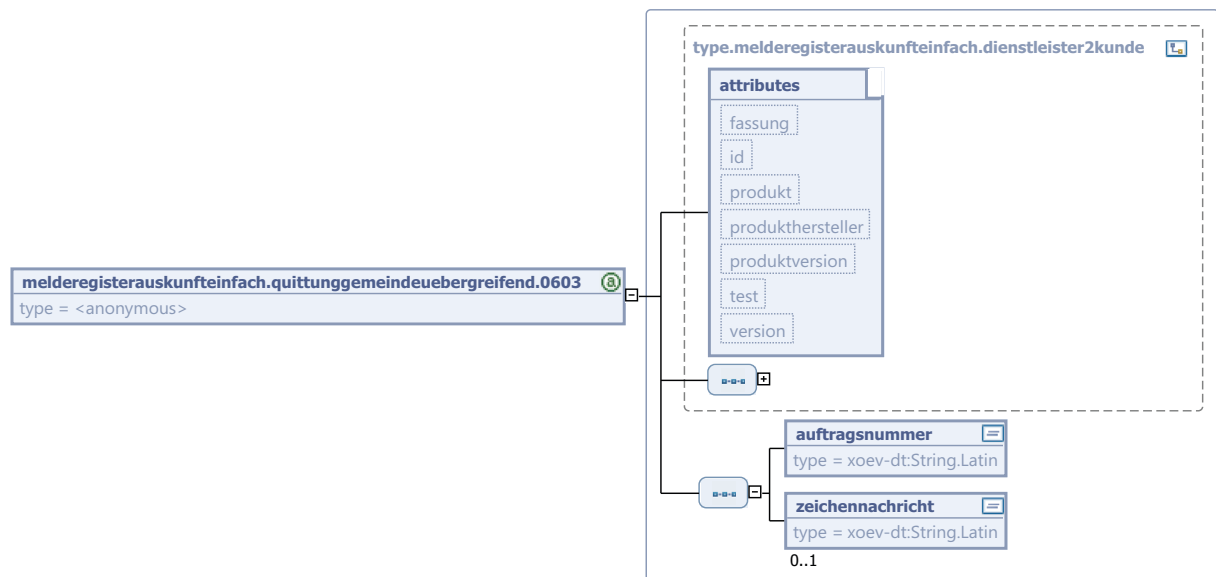 type.melderegisterauskunfteinfach.dienstleister2kunde
attributes
fassung
id
produkt
produkthersteller
produktversion
test
version
melderegisterauskunfteinfach.quittunggemeindeuebergreifend.0603 @
type = <anonymous>
auftragsnummer
type = xoev-dt:String.Latin
zeichennachricht
type = xoev-dt:String.Latin
0..1